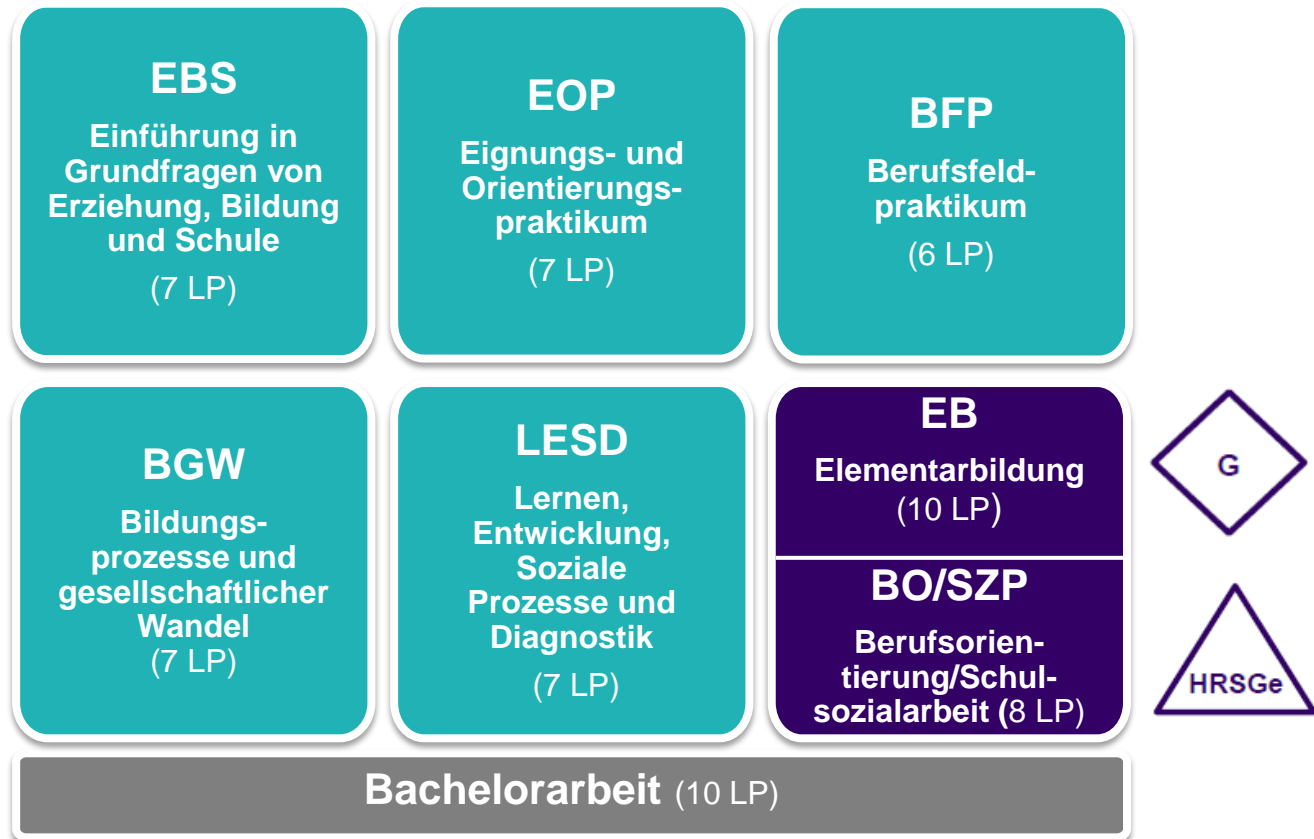 EBS
Einführung in
Grundfragen von
Erziehung, Bildung
und Schule
(7 LP)
EOP
Eignungs- und
Orientierungs-
praktikum
(7 LP)
BFP
Berufsfeld-
praktikum
(6 LP)
BGW
Bildungs-
prozesse und
gesellschaftlicher
Wandel
(7 LP)
LESD
Lernen,
Entwicklung,
Soziale
Prozesse und
Diagnostik
(7 LP)
EB
Elementarbildung
(10 LP)
G
BO/SZP
Berufsorien-
tierung/Schul-
sozialarbeit (8 LP)
HRSGe
Bachelorarbeit (10 LP)